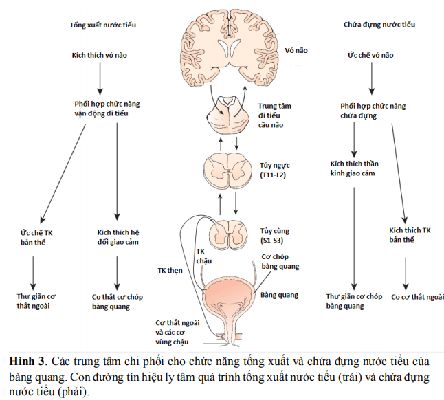 Tổng xuất nước tiểu
Chứa đựng nước tiểu
Kích thích vỏ não
Vỏ não
Ức chế vỏ não
Phối hợp chức năng
vận động đi tiểu
Trung tâm
đi tiểu
cầu não
Phối hợp chức năng
chứa đựng
Tủy ngực
(T11-L2)
Kích thích thần
kinh giao cảm
Ức chế TK
bản thể
Kích thích hệ
đối giao cảm
Tủy cùng
(S1-S3)
Kích thích TK
bản thể
TK
chậu
Cơ chóp
bàng quang
TK thẹn
Thư giãn cơ
thắt ngoài
Co thắt cơ chóp
bàng quang
Bàng quang
Thư giãn cơ chóp
bàng quang
Co cơ thắt ngoài
Cơ thắt ngoài
và các cơ
vùng chậu
Hình 3. Các trung tâm chi phối cho chức năng tống xuất và chứa đựng nước tiểu của
bàng quang. Con đường tín hiệu ly tâm quá trình tống xuất nước tiểu (trái) và chứa đựng
nước tiểu (phải).